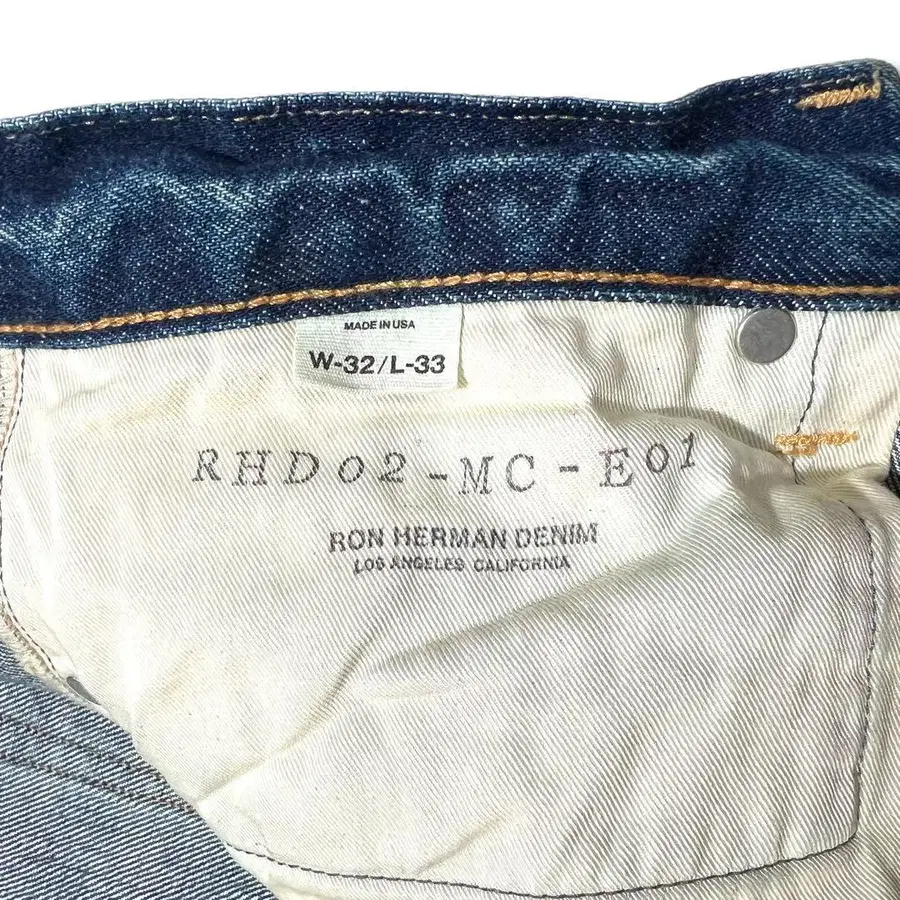 MADE IN USA
W-32/L-33
RHD02-MC-E01
RON HERMAN DENIM
LOS ANGELES CALIFORNIA